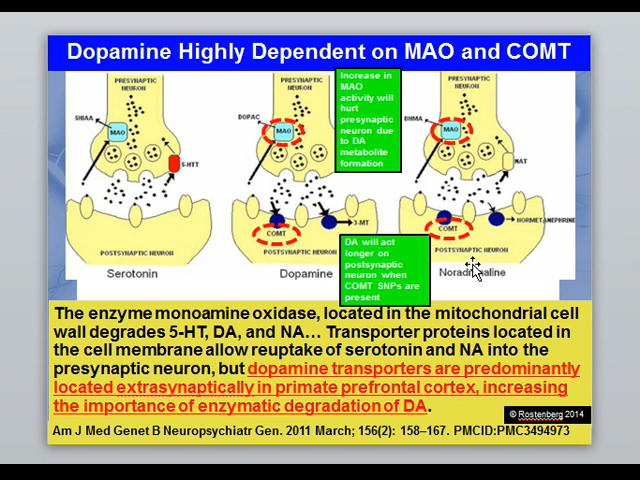 Dopamine Highly Dependent on MAO and COMT
PRESYNAPTIC
NEURON
5HIAA
MAO
5-HTT
POSTSYNAPTIC NEURON
Serotonin
PRESYNAPTIC
NEURON
DOPAC
MAO
COMT
3-MT
POSTSYNAPTIC NEURON
Dopamine
Increase in
MAO
activity will
hurt
presynaptic
neuron due
to DA
metabolite
formation
DA will act
longer on
postsynaptic
neuron when
COMT SNPs are
present
PRESYNAPTIC
NEURON
DHMA
MAO
NAT
COMT
NORMETANEPHRINE
POSTSYNAPTIC NEURON
Noradrenaline
The enzyme monoamine oxidase, located in the mitochondrial cell
wall degrades 5-HT, DA, and NA… Transporter proteins located in
the cell membrane allow reuptake of serotonin and NA into the
presynaptic neuron, but dopamine transporters are predominantly
located extrasynaptically in primate prefrontal cortex, increasing
the importance of enzymatic degradation of DA.
© Rostenberg 2014
Am J Med Genet B Neuropsychiatr Gen. 2011 March; 156(2): 158–167. PMCID:PMC3494973